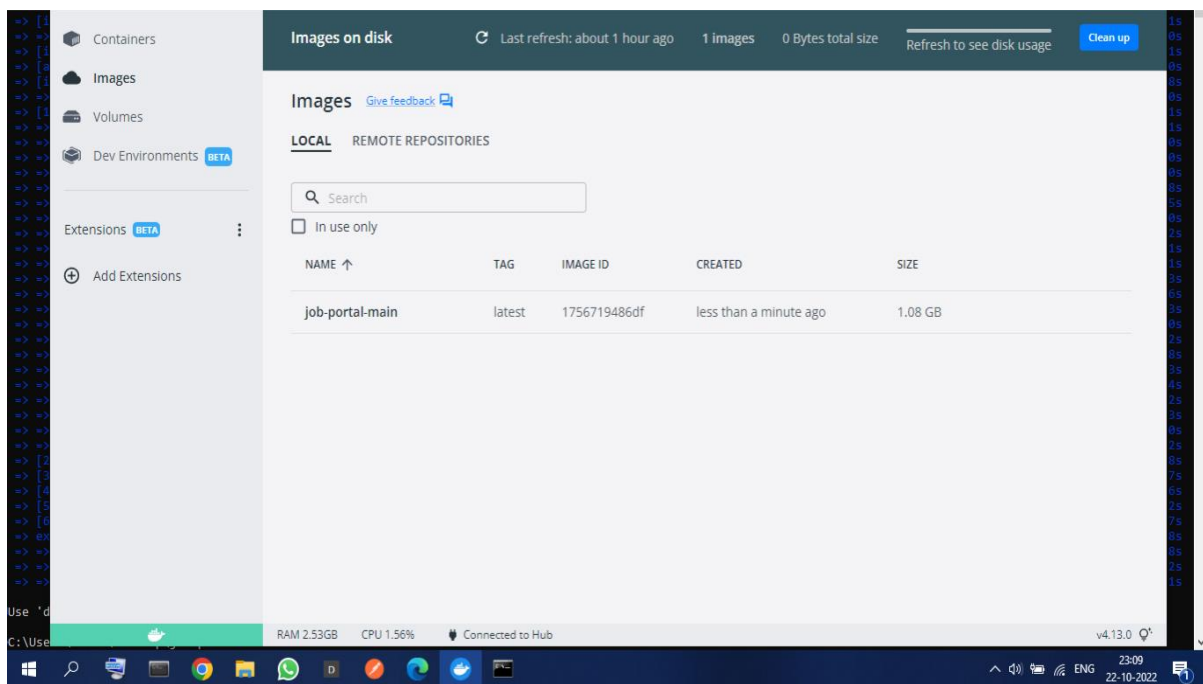 Containers
Images
Volumes
Dev Environments BETA
Extensions BETA
Add Extensions
Images on disk Last refresh: about 1 hour ago 1 images 0 Bytes total size Refresh to see disk usage Clean up
Images Give feedback
LOCAL REMOTE REPOSITORIES
Search
In use only
NAME TAG IMAGE ID CREATED SIZE
job-portal-main latest 1756719486df less than a minute ago 1.08 GB
Use 'd
C:\Use
RAM 2.53GB CPU 1.56% Connected to Hub v4.13.0
ENG 23:09
22-10-2022